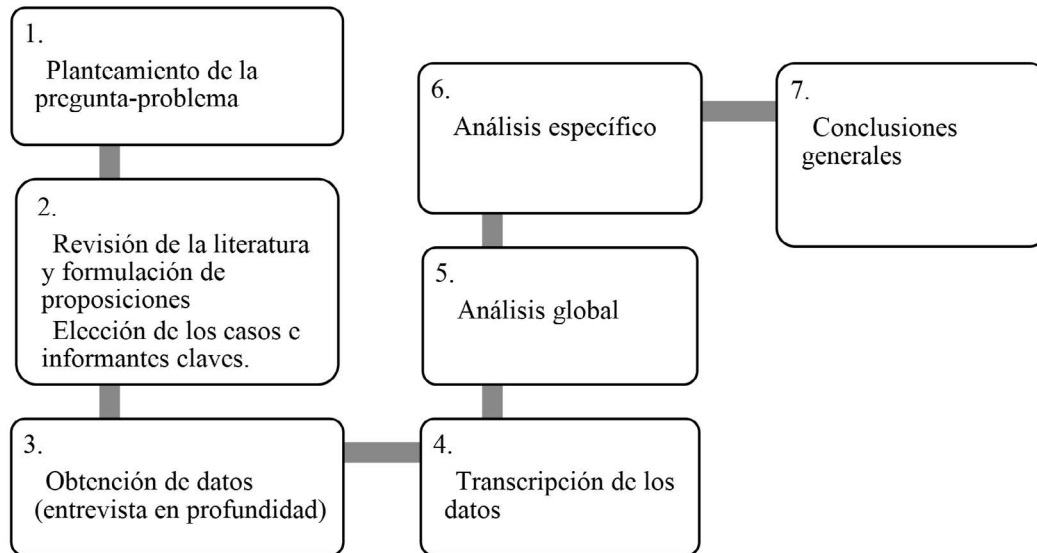 1.
Planteamiento de la
pregunta-problema
2.
Revisión de la literatura
y formulación de
proposiciones
Elección de los casos e
informantes claves.
3.
Obtención de datos
(entrevista en profundidad)
4.
Transcripción de los
datos
5.
Análisis global
6.
Análisis específico
7.
Conclusiones
generales